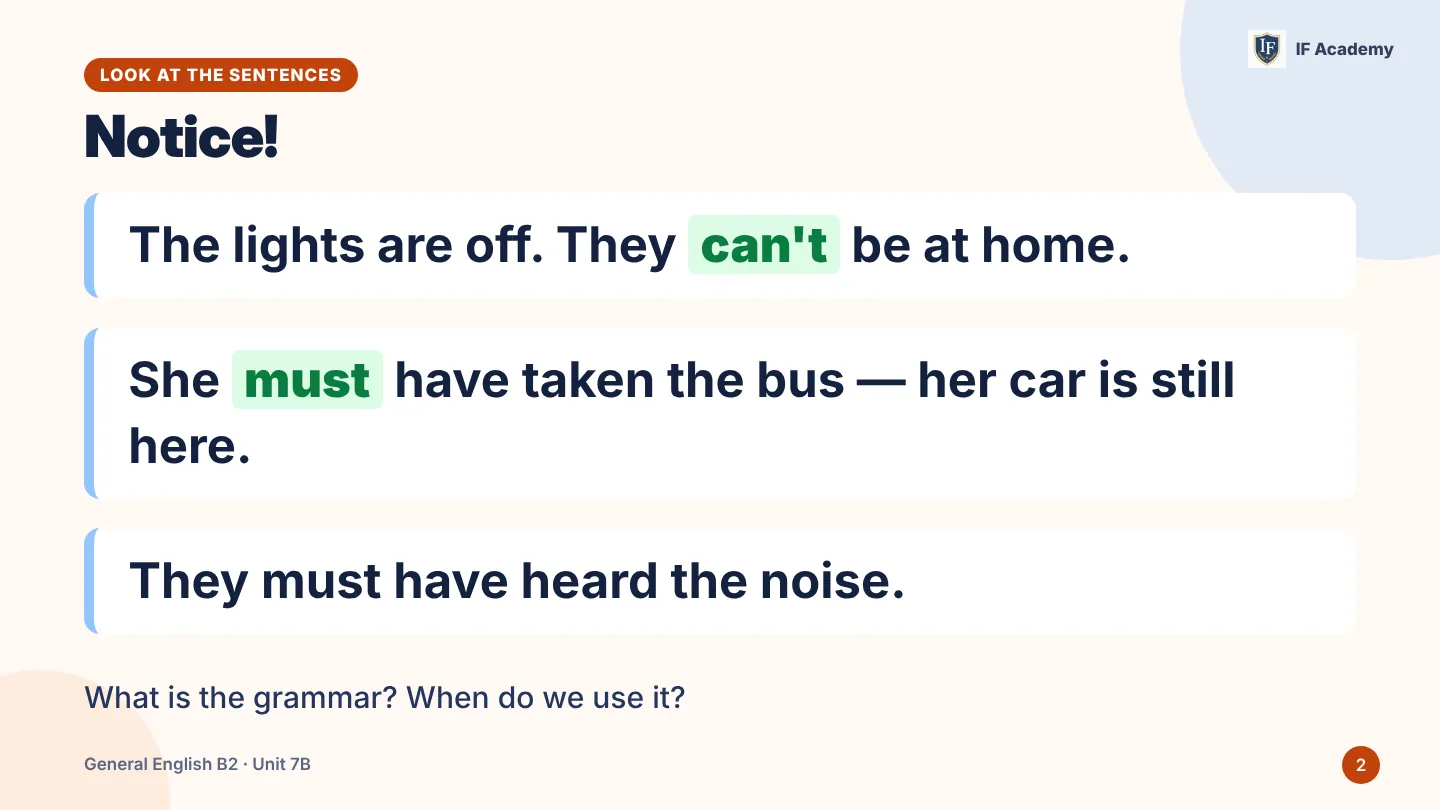 IF Academy
LOOK AT THE SENTENCES
Notice!
The lights are off. They can't be at home.
She must have taken the bus — her car is still
here.
They must have heard the noise.
What is the grammar? When do we use it?
General English B2 · Unit 7B
2